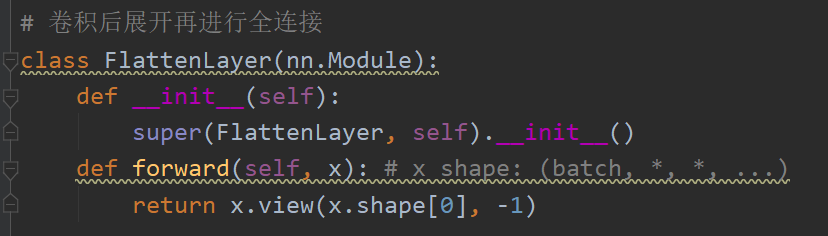 # 卷积后展开再进行全连接
class FlattenLayer(nn.Module):
    def __init__(self):
        super(FlattenLayer, self).__init__()
    def forward(self, x): # x shape: (batch, *, *, ...)
        return x.view(x.shape[0], -1)